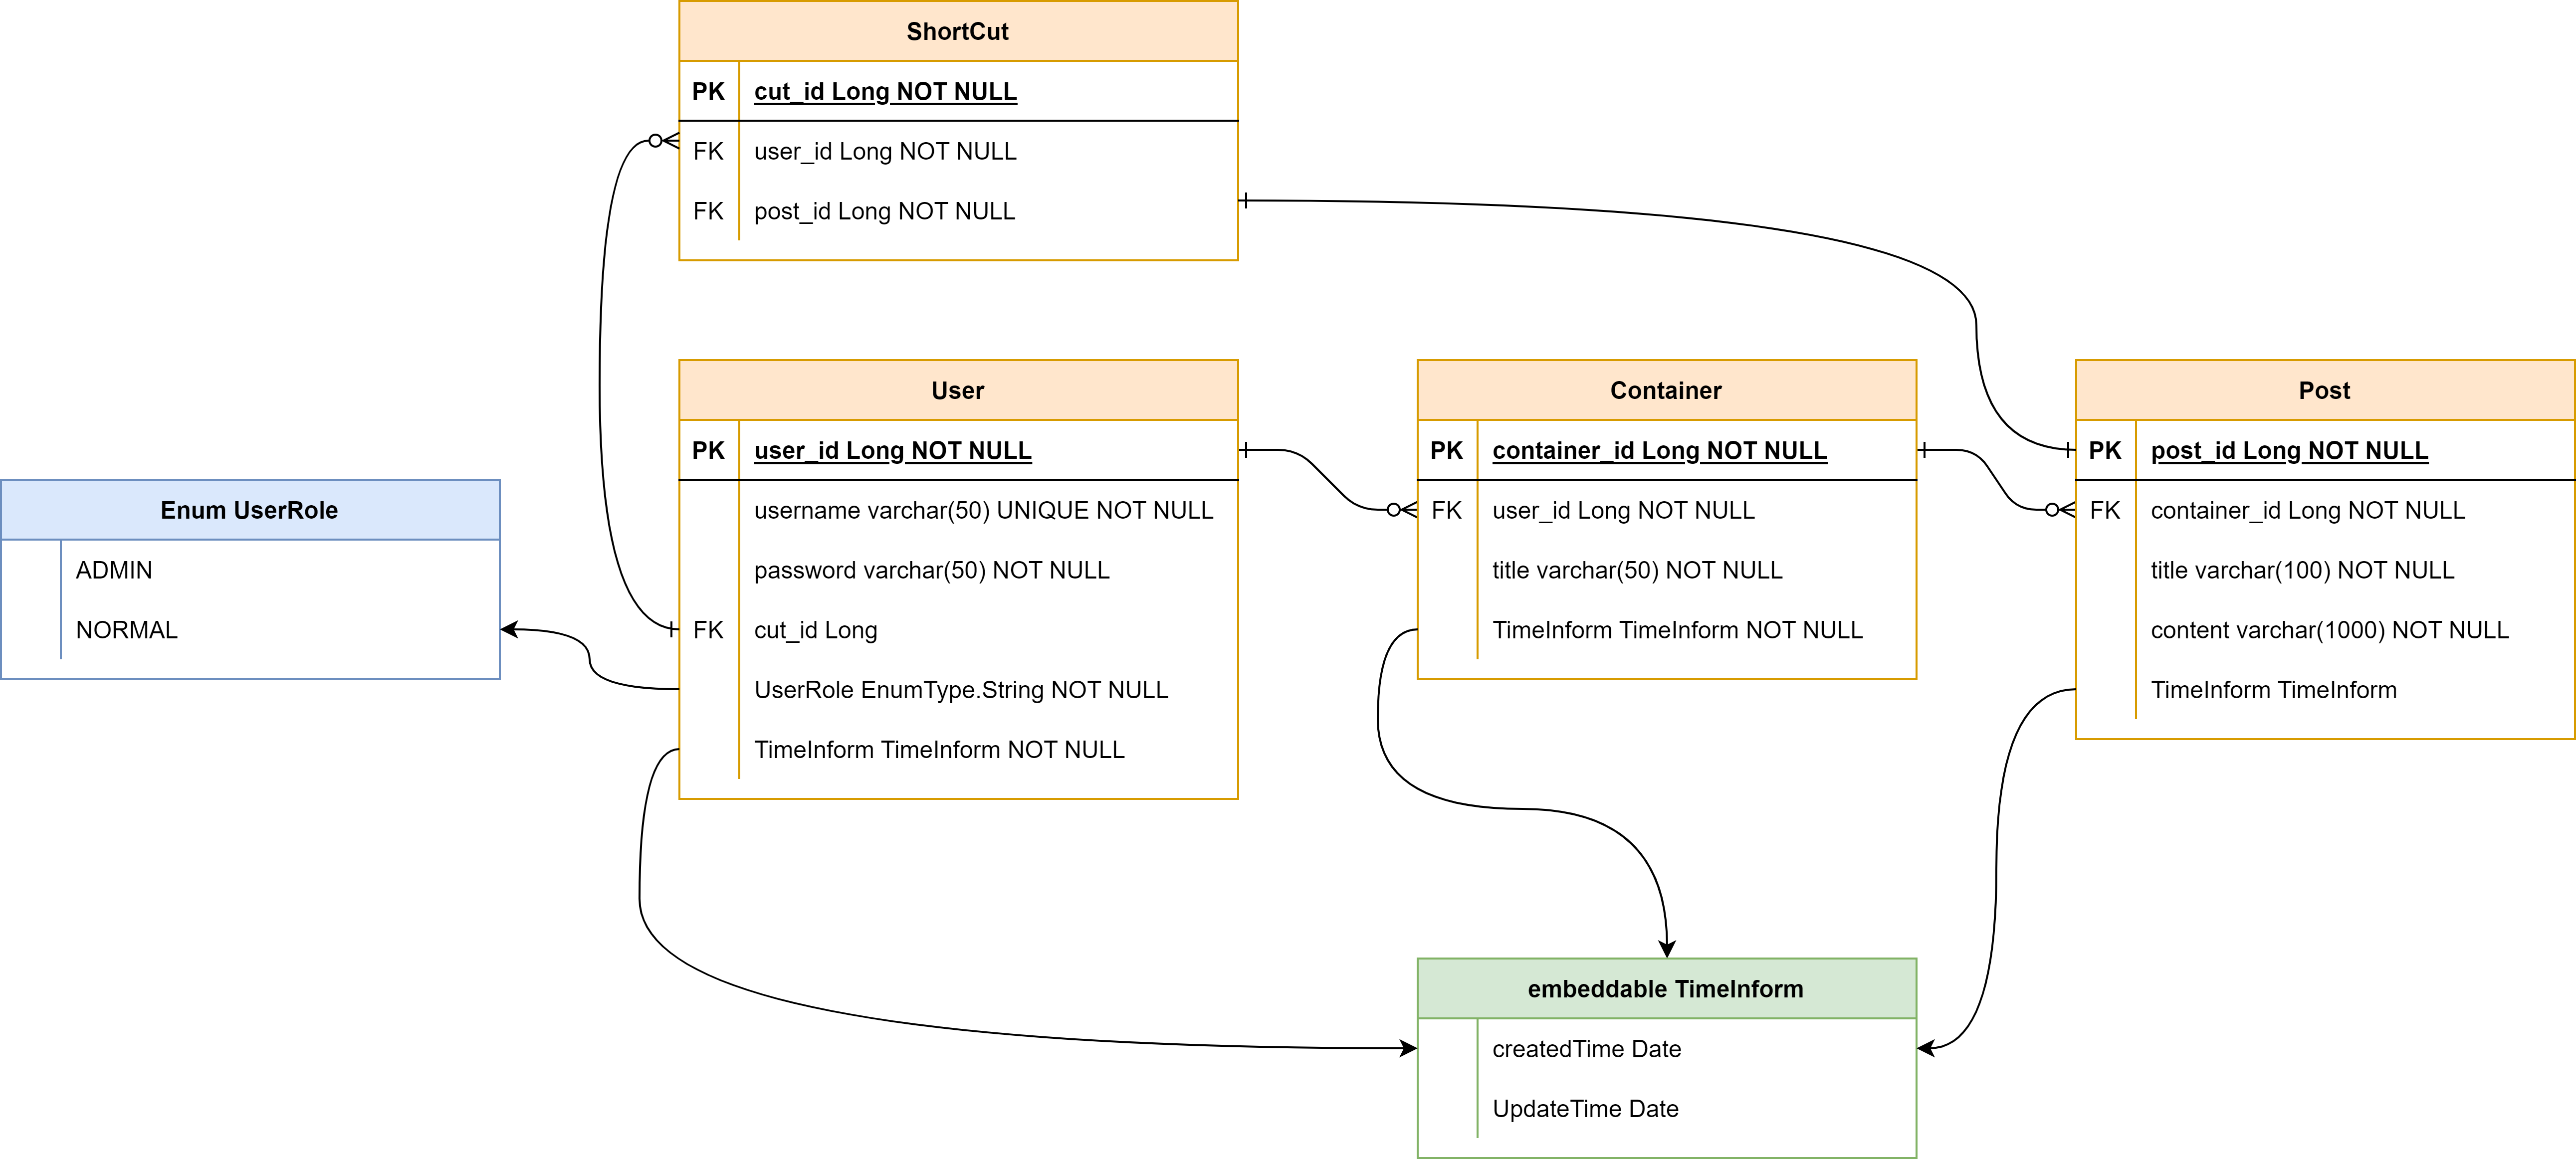 ShortCut
PK cut_id Long NOT NULL
FK user_id Long NOT NULL
FK post_id Long NOT NULL
User
PK user_id Long NOT NULL
username varchar(50) UNIQUE NOT NULL
password varchar(50) NOT NULL
FK cut_id Long
UserRole EnumType.String NOT NULL
TimeInform TimeInform NOT NULL
Container
PK container_id Long NOT NULL
FK user_id Long NOT NULL
title varchar(50) NOT NULL
TimeInform TimeInform NOT NULL
Post
PK post_id Long NOT NULL
FK container_id Long NOT NULL
title varchar(100) NOT NULL
content varchar(1000) NOT NULL
TimeInform TimeInform
Enum UserRole
ADMIN
NORMAL
embeddable TimeInform
createdTime Date
UpdateTime Date